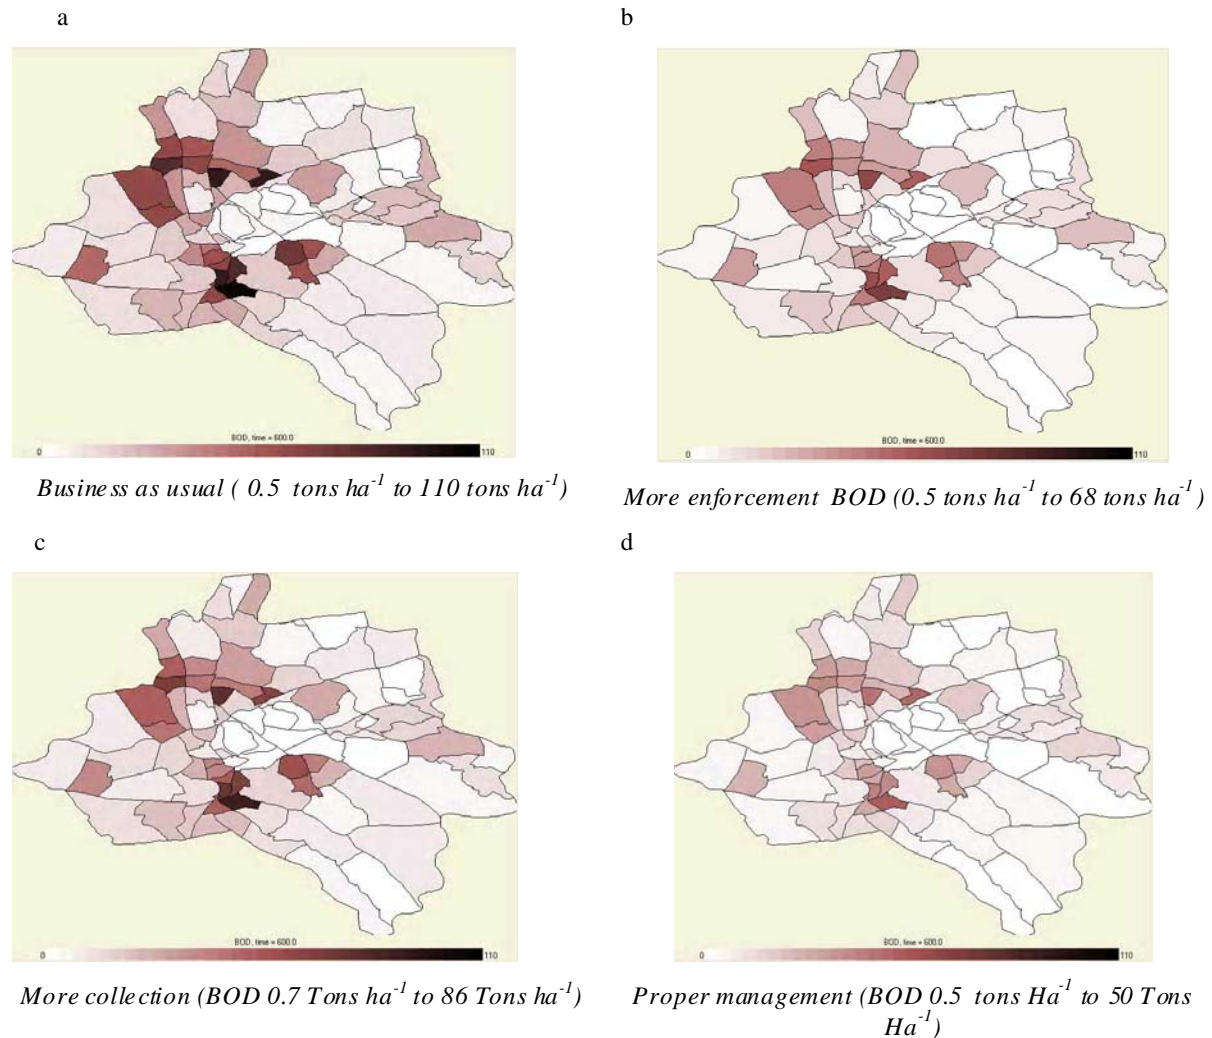 a
b
BOD, time = 600.0
0
110
BOD, time = 600.0
0
110
Business as usual ( 0.5 tons ha-1 to 110 tons ha-1)
More enforcement BOD (0.5 tons ha-1 to 68 tons ha-1)
c
d
BOD, time = 600.0
0
110
BOD, time = 600.0
0
110
More collection (BOD 0.7 Tons ha-1 to 86 Tons ha-1)
Proper management (BOD 0.5 tons Ha-1 to 50 Tons
Ha-1)